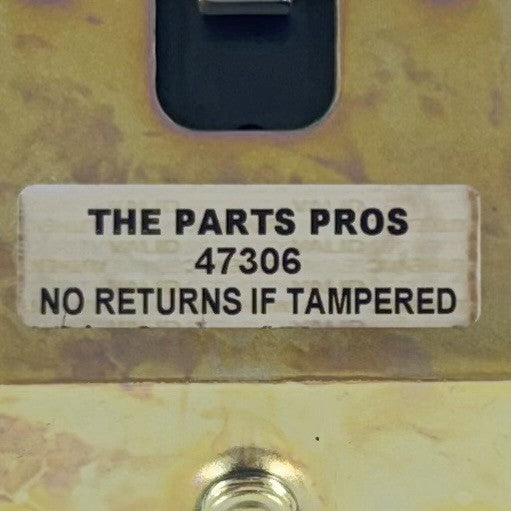 THE PARTS PROS
47306
NO RETURNS IF TAMPERED